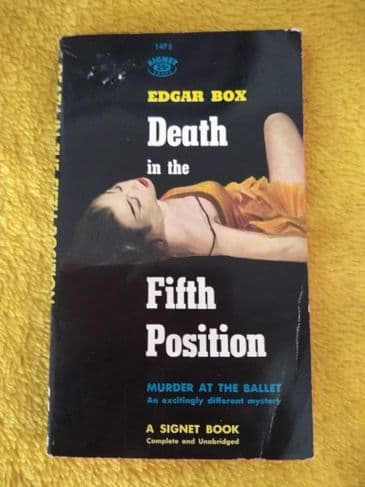 1475
SIGNET
BOOKS
EDGAR BOX
Death
in the
Fifth
Position
MURDER AT THE BALLET
An excitingly different mystery
A SIGNET BOOK
Complete and Unabridged